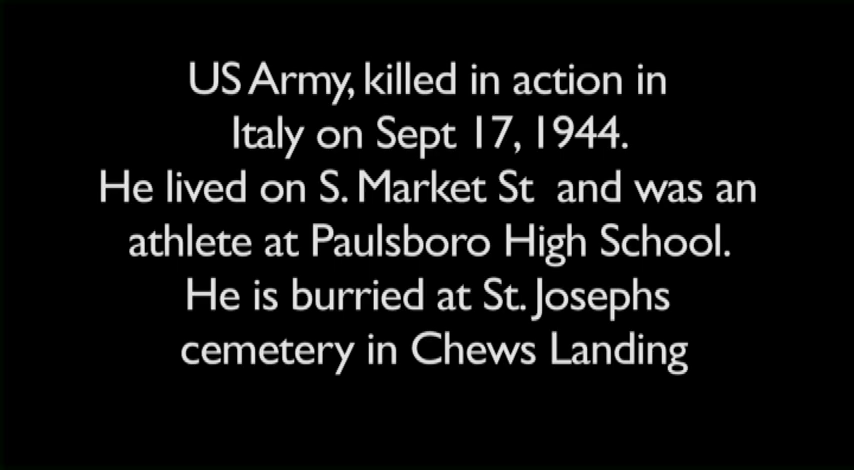 US Army, killed in action in
Italy on Sept 17, 1944.
He lived on S. Market St and was an
athlete at Paulsboro High School.
He is burried at St. Josephs
cemetery in Chews Landing